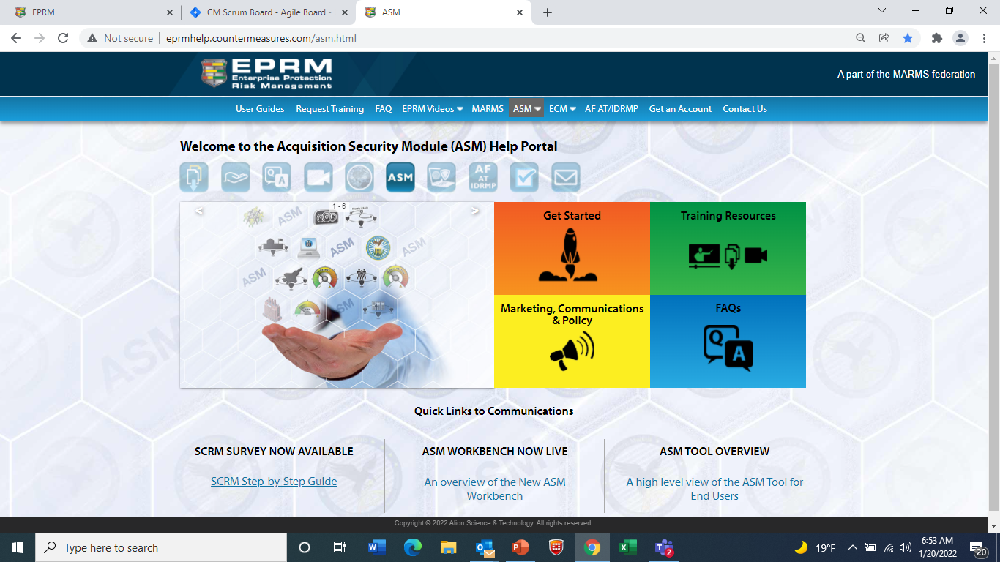 EPRM
CM Scrum Board - Agile Board -
ASM
Not secure
eprmhelp.countermeasures.com/asm.html
EPRM
Enterprise Protection
Risk Management
A part of the MARMS federation
User Guides
Request Training
FAQ
EPRM Videos
MARMS
ASM
ECM
AF AT/IDRMP
Get an Account
Contact Us
Welcome to the Acquisition Security Module (ASM) Help Portal
Q
A
ASM
AF
AT
IDRMP
<
1 - 6
>
ASM
ASM
ASM
ASM
ASM
ASM
Get Started
Training Resources
Marketing, Communications
& Policy
FAQs
Q
A
Quick Links to Communications
SCRM SURVEY NOW AVAILABLE
SCRM Step-by-Step Guide
ASM WORKBENCH NOW LIVE
An overview of the New ASM
Workbench
ASM TOOL OVERVIEW
A high level view of the ASM Tool for
End Users
Copyright © 2022 Alion Science & Technology. All rights reserved.
Type here to search
2
19°F
6:53 AM
1/20/2022
20